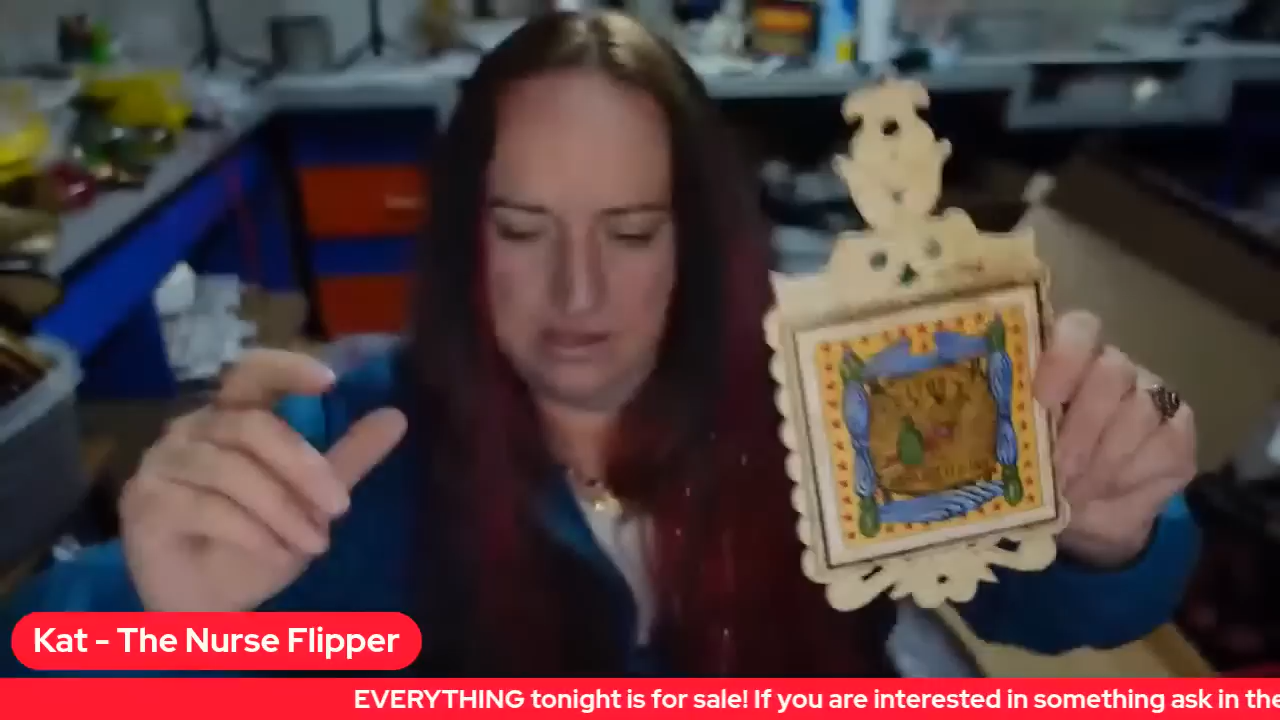 Kat - The Nurse Flipper
EVERYTHING tonight is for sale! If you are interested in something ask in the